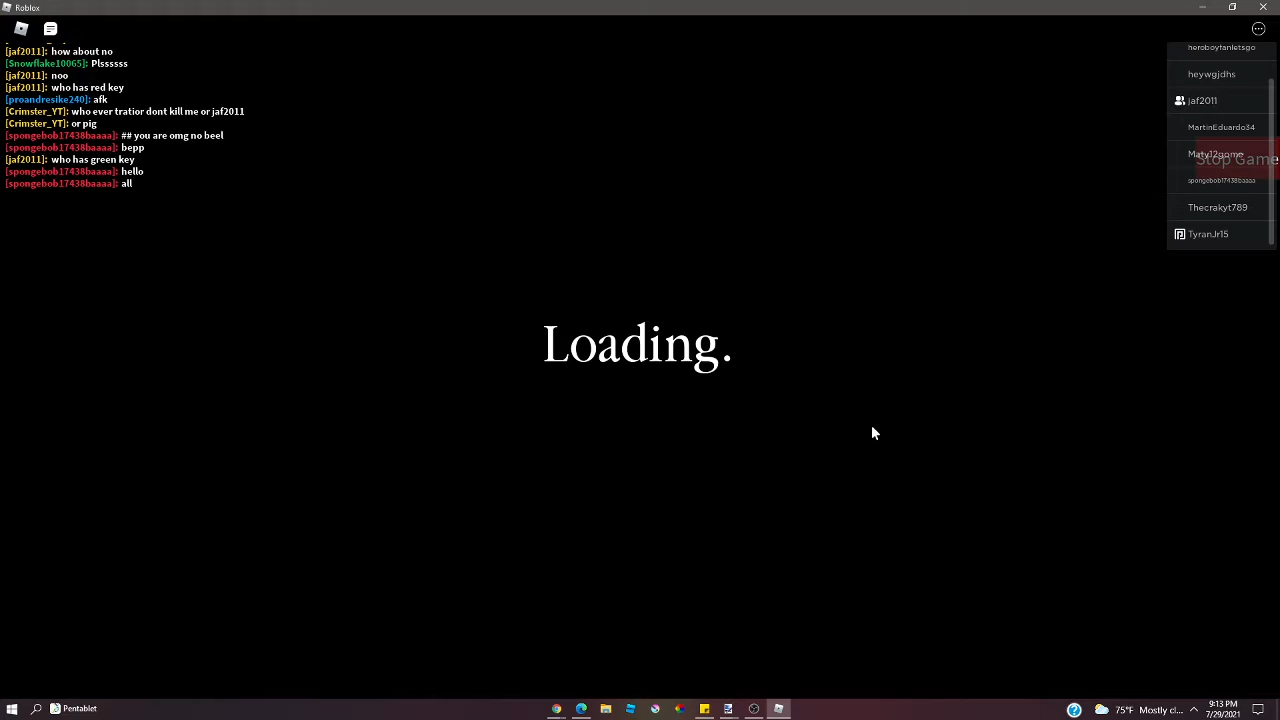 Roblox
[jaf2011]: how about no
[Snowflake10065]: Plssssss
[jaf2011]: noo
[jaf2011]: who has red key
[proandresike240]: afk
[Crimster_YT]: who ever tratior dont kill me or jaf2011
[Crimster_YT]: or pig
[spongebob17438baaaa]: ## you are omg no beel
[spongebob17438baaaa]: bepp
[jaf2011]: who has green key
[spongebob17438baaaa]: hello
[spongebob17438baaaa]: all
heroboyfanletsgo
heywgjdhs
jaf2011
MartinEduardo34
Maty12game
Stop Game
spongebob17438baaaa
Thecrakyt789
TyranJr15
Loading.
Pentablet
75°F Mostly cl...
9:13 PM
7/29/2021